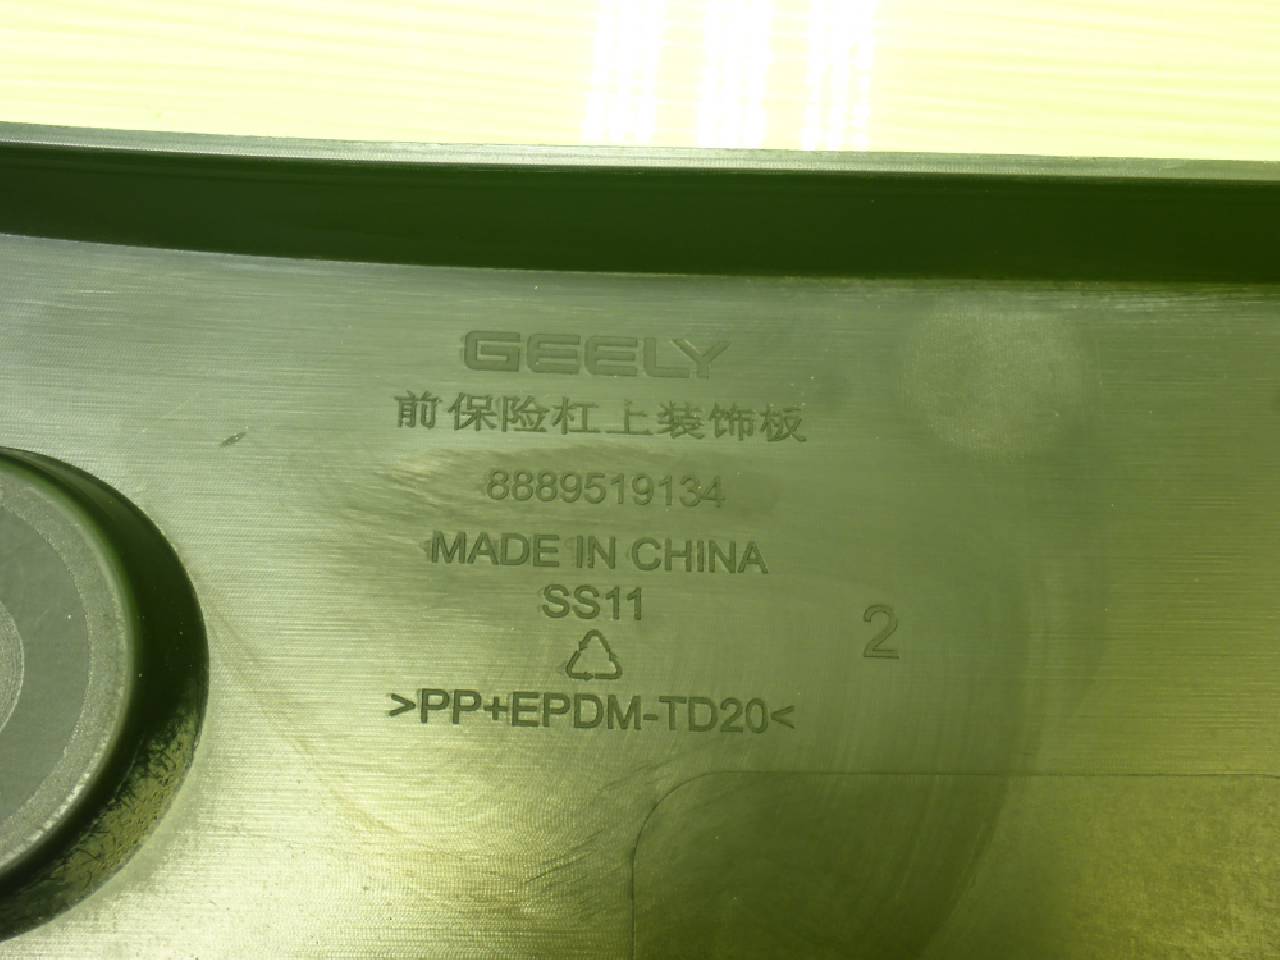 GEELY
前保险杠上装饰板
8889519134
MADE IN CHINA
SS11
2
>PP+EPDM-TD20<